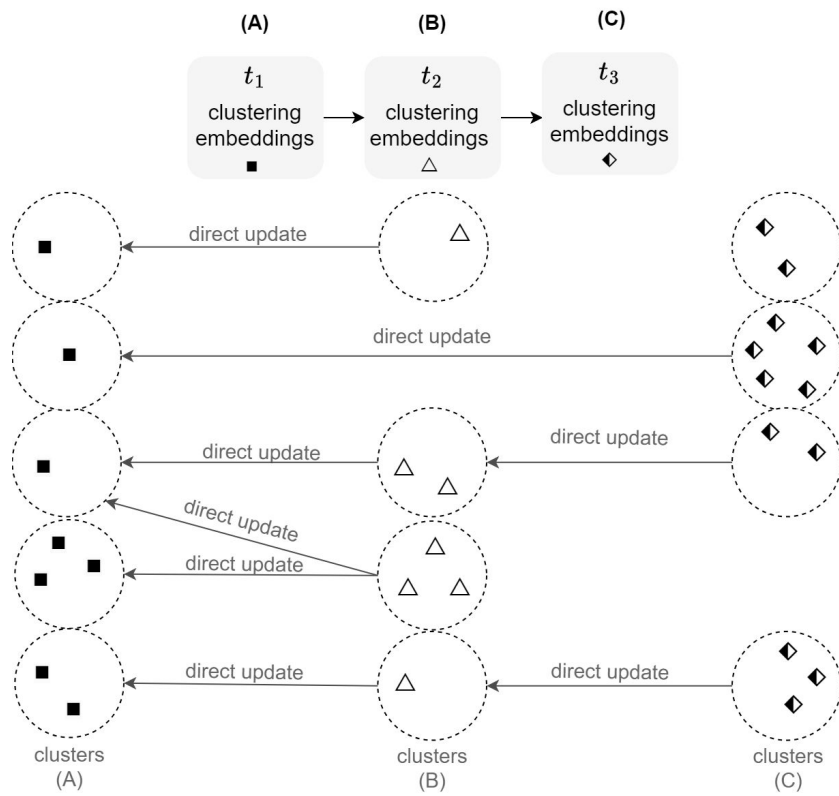 (A)
(B)
(C)
t1
t2
t3
clustering
embeddings
clustering
embeddings
clustering
embeddings
direct update
direct update
direct update
direct update
direct update
direct update
direct update
direct update
clusters
(A)
clusters
(B)
clusters
(C)